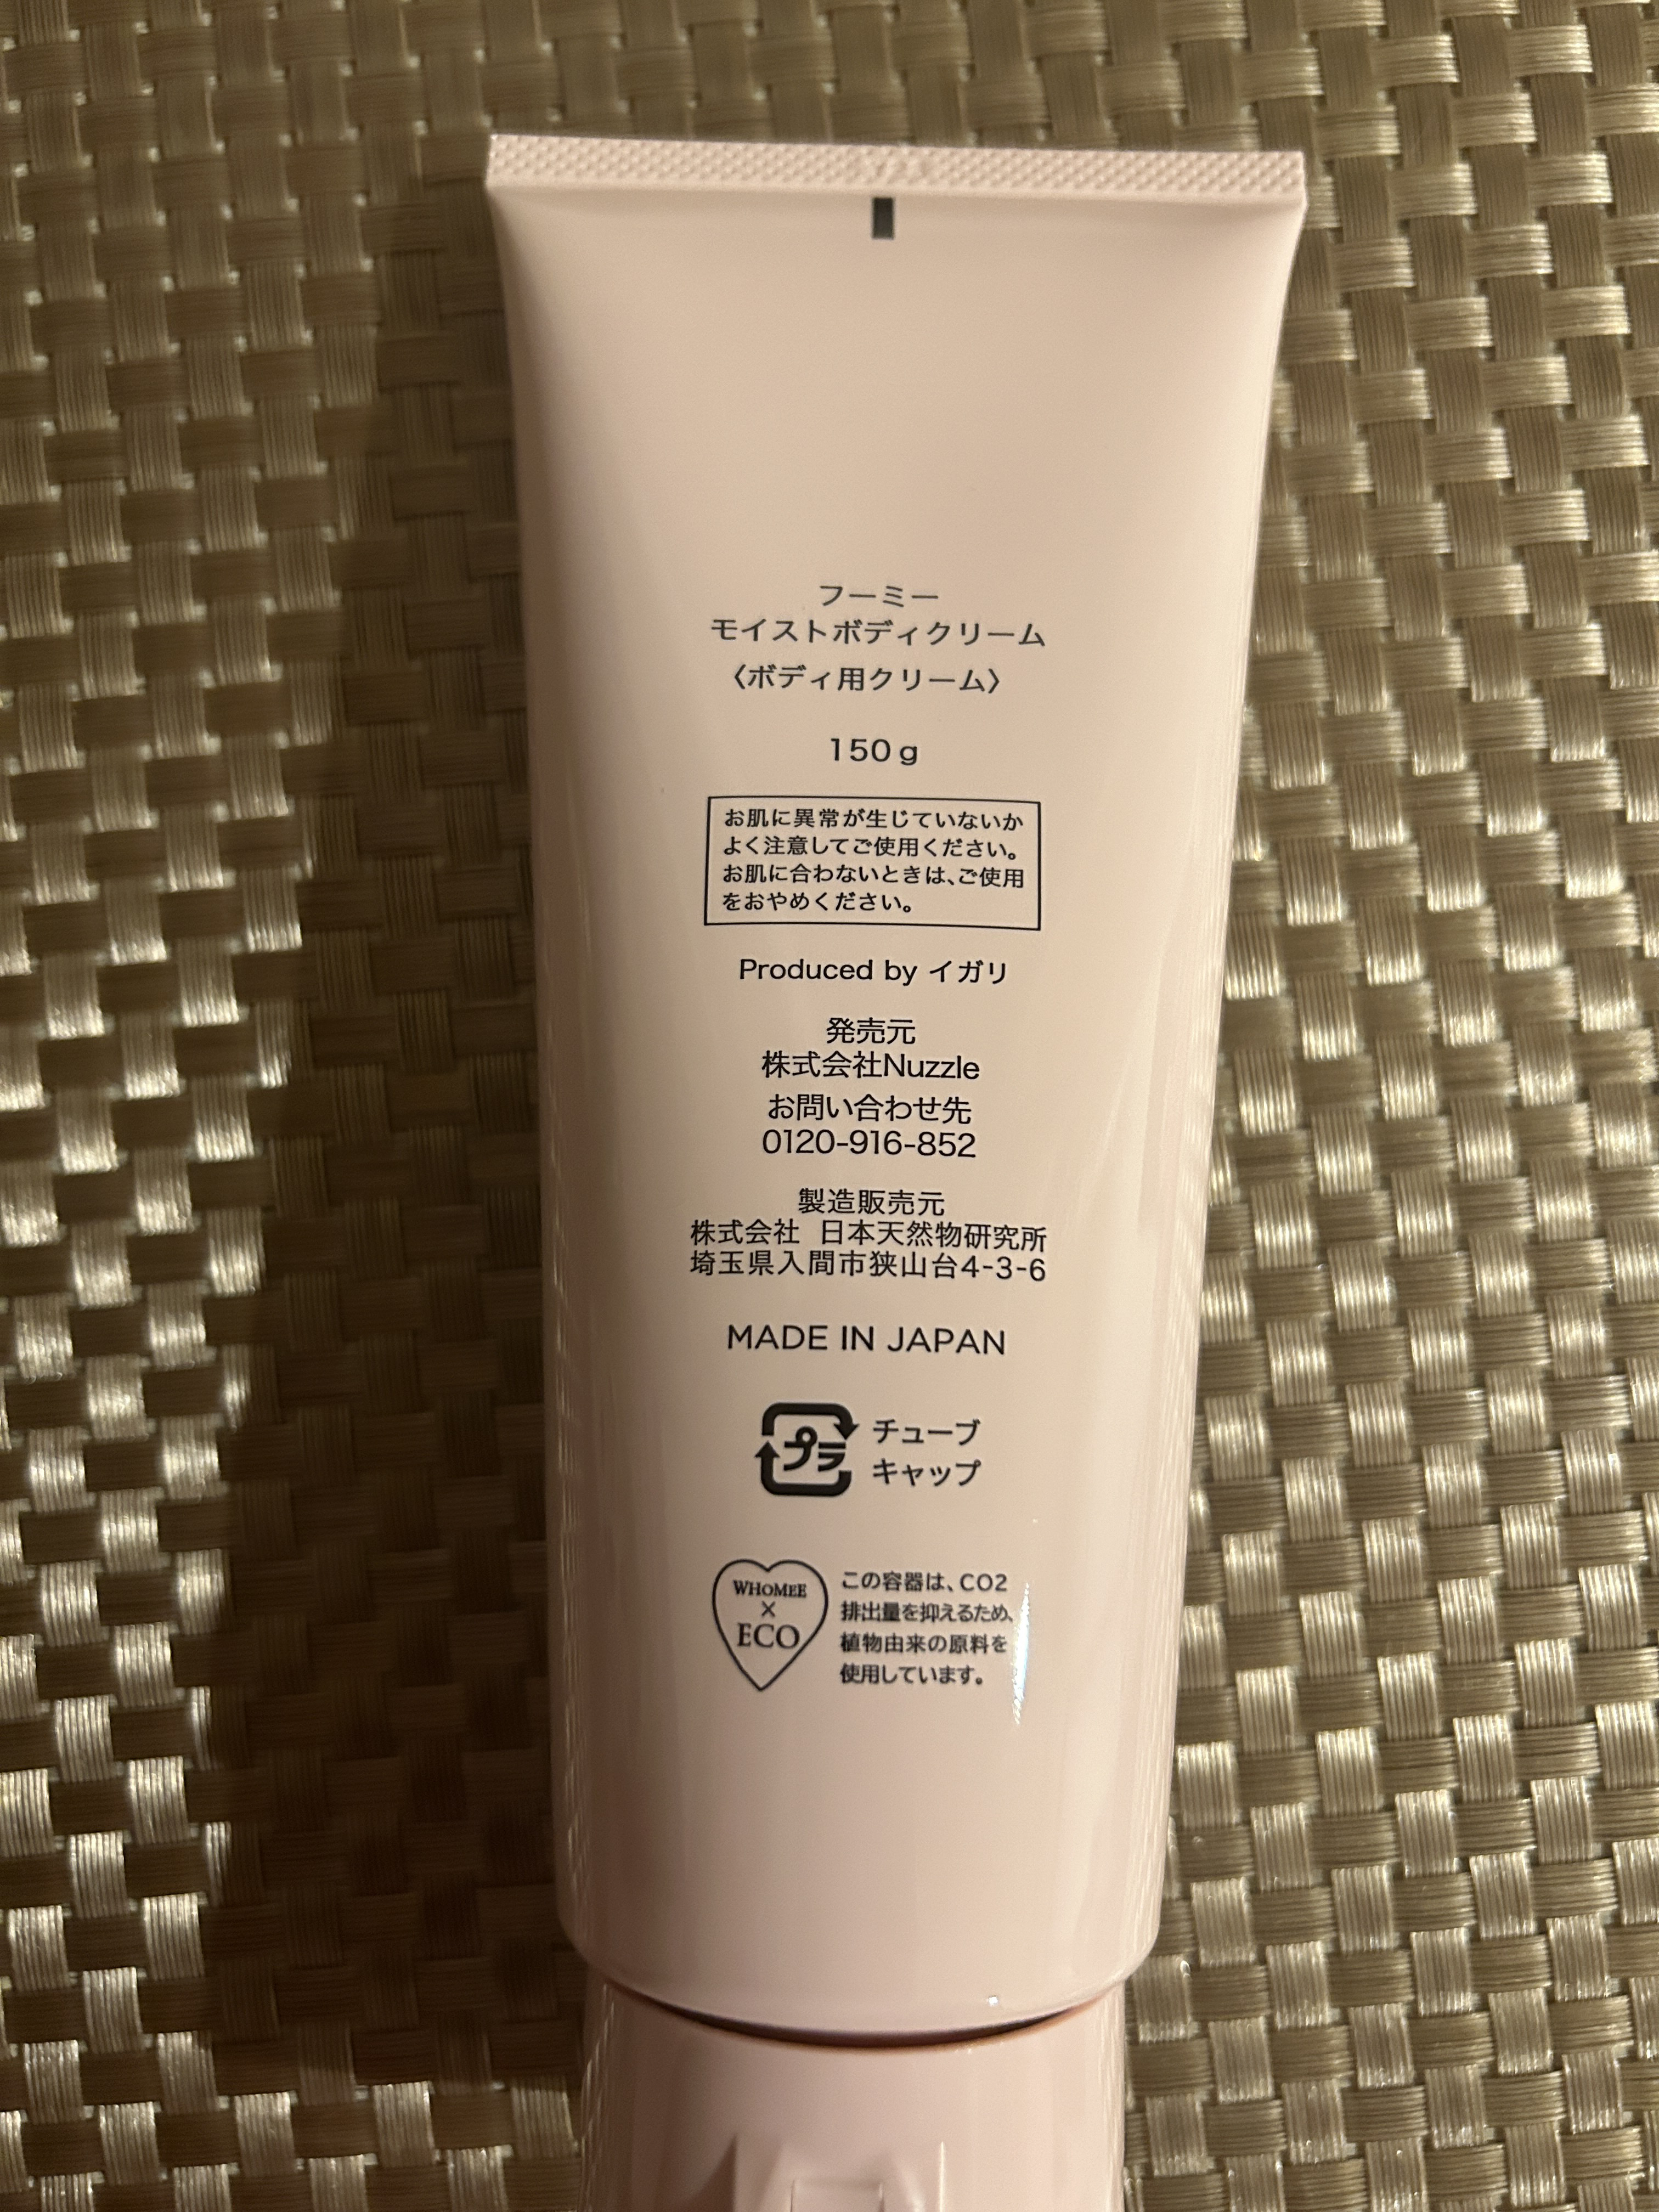 フーミー
モイストボディクリーム
〈ボディ用クリーム〉
150g
お肌に異常が生じていないか
よく注意してご使用ください。
お肌に合わないときは、ご使用
をおやめください。
Produced by イガリ
発売元
株式会社Nuzzle
お問い合わせ先
0120-916-852
製造販売元
株式会社 日本天然物研究所
埼玉県入間市狭山台4-3-6
MADE IN JAPAN
プラ
チューブ
キャップ
WHOMEE
×
ECO
この容器は、CO2
排出量を抑えるため、
植物由来の原料を
使用しています。